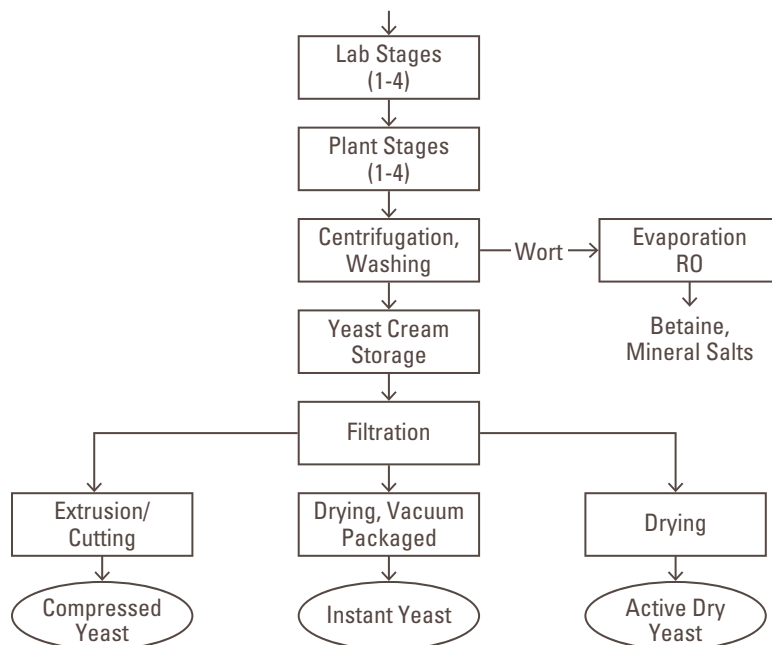 Lab Stages
(1-4)
Plant Stages
(1-4)
Centrifugation,
Washing
Wort
Evaporation
RO
Yeast Cream
Storage
Betaine,
Mineral Salts
Filtration
Extrusion/
Cutting
Drying, Vacuum
Packaged
Drying
Compressed
Yeast
Instant Yeast
Active Dry
Yeast